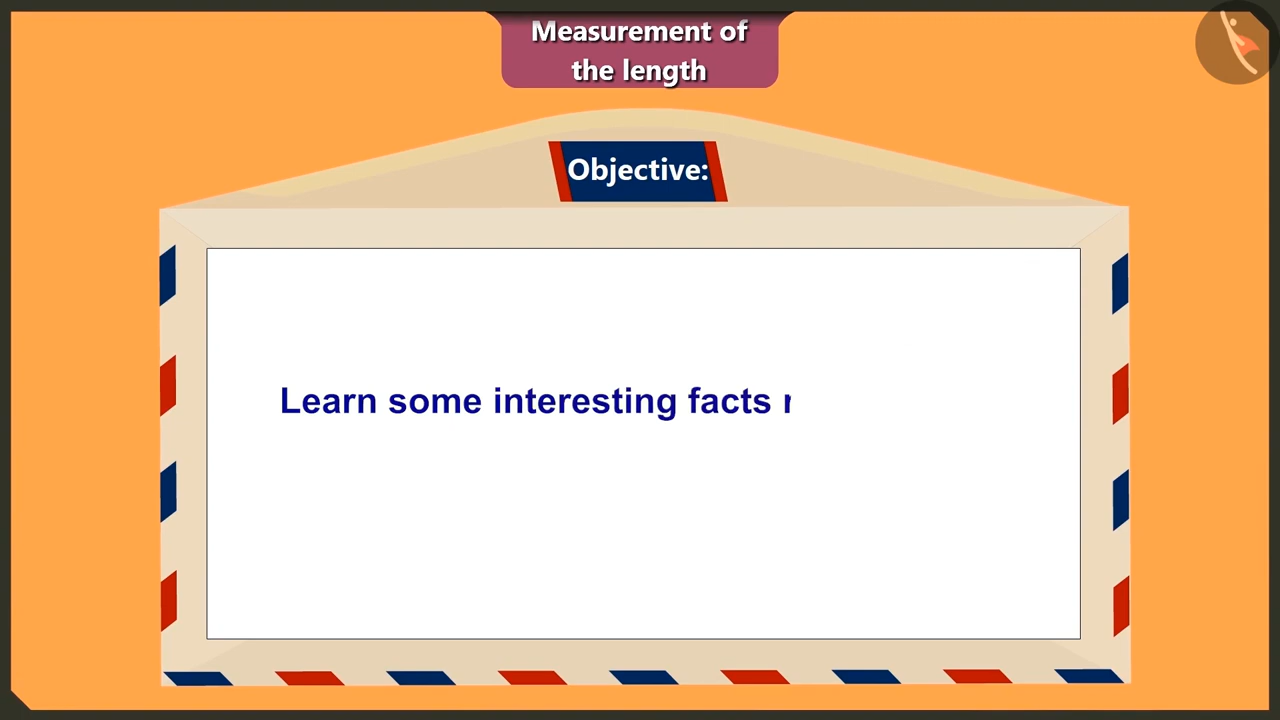 Measurement of
the length
Objective:
Learn some interesting facts